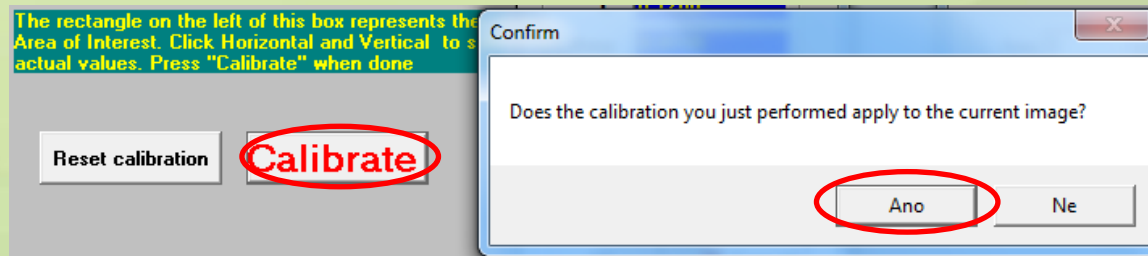 The rectangle on the left of this box represents the
Area of Interest. Click Horizontal and Vertical to s
actual values. Press "Calibrate" when done
Reset calibration
Calibrate
Confirm
Does the calibration you just performed apply to the current image?
Ano
Ne